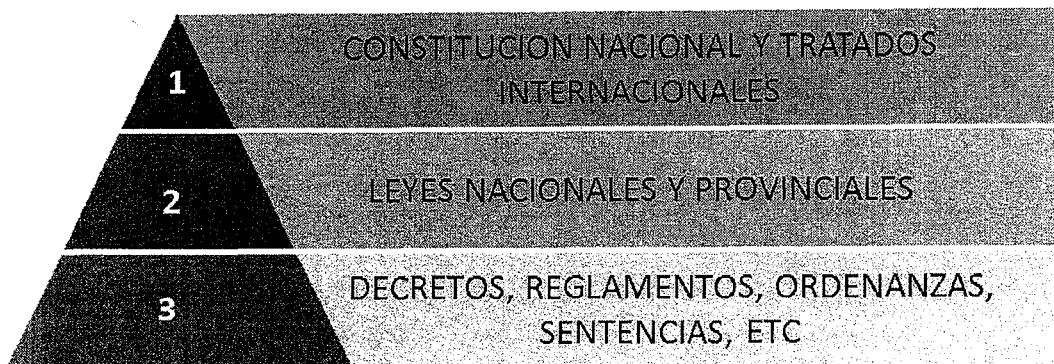 1
CONSTITUCION NACIONAL Y TRATADOS
INTERNACIONALES
2
LEYES NACIONALES Y PROVINCIALES
3
DECRETOS, REGLAMENTOS, ORDENANZAS,
SENTENCIAS, ETC